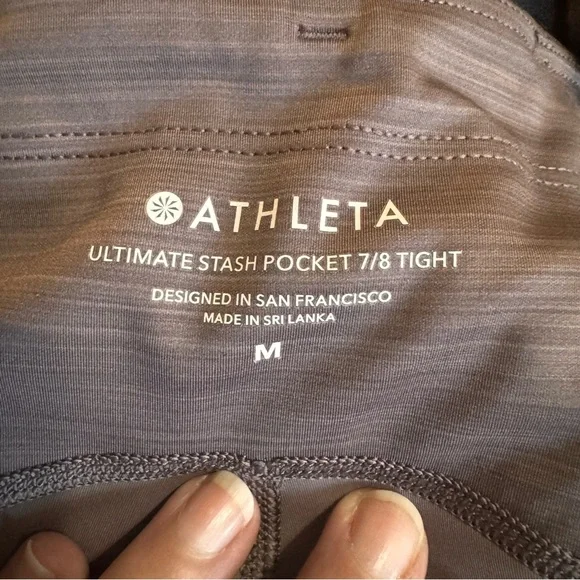 ATHLETA
ULTIMATE STASH POCKET 7/8 TIGHT
DESIGNED IN SAN FRANCISCO
MADE IN SRI LANKA
M